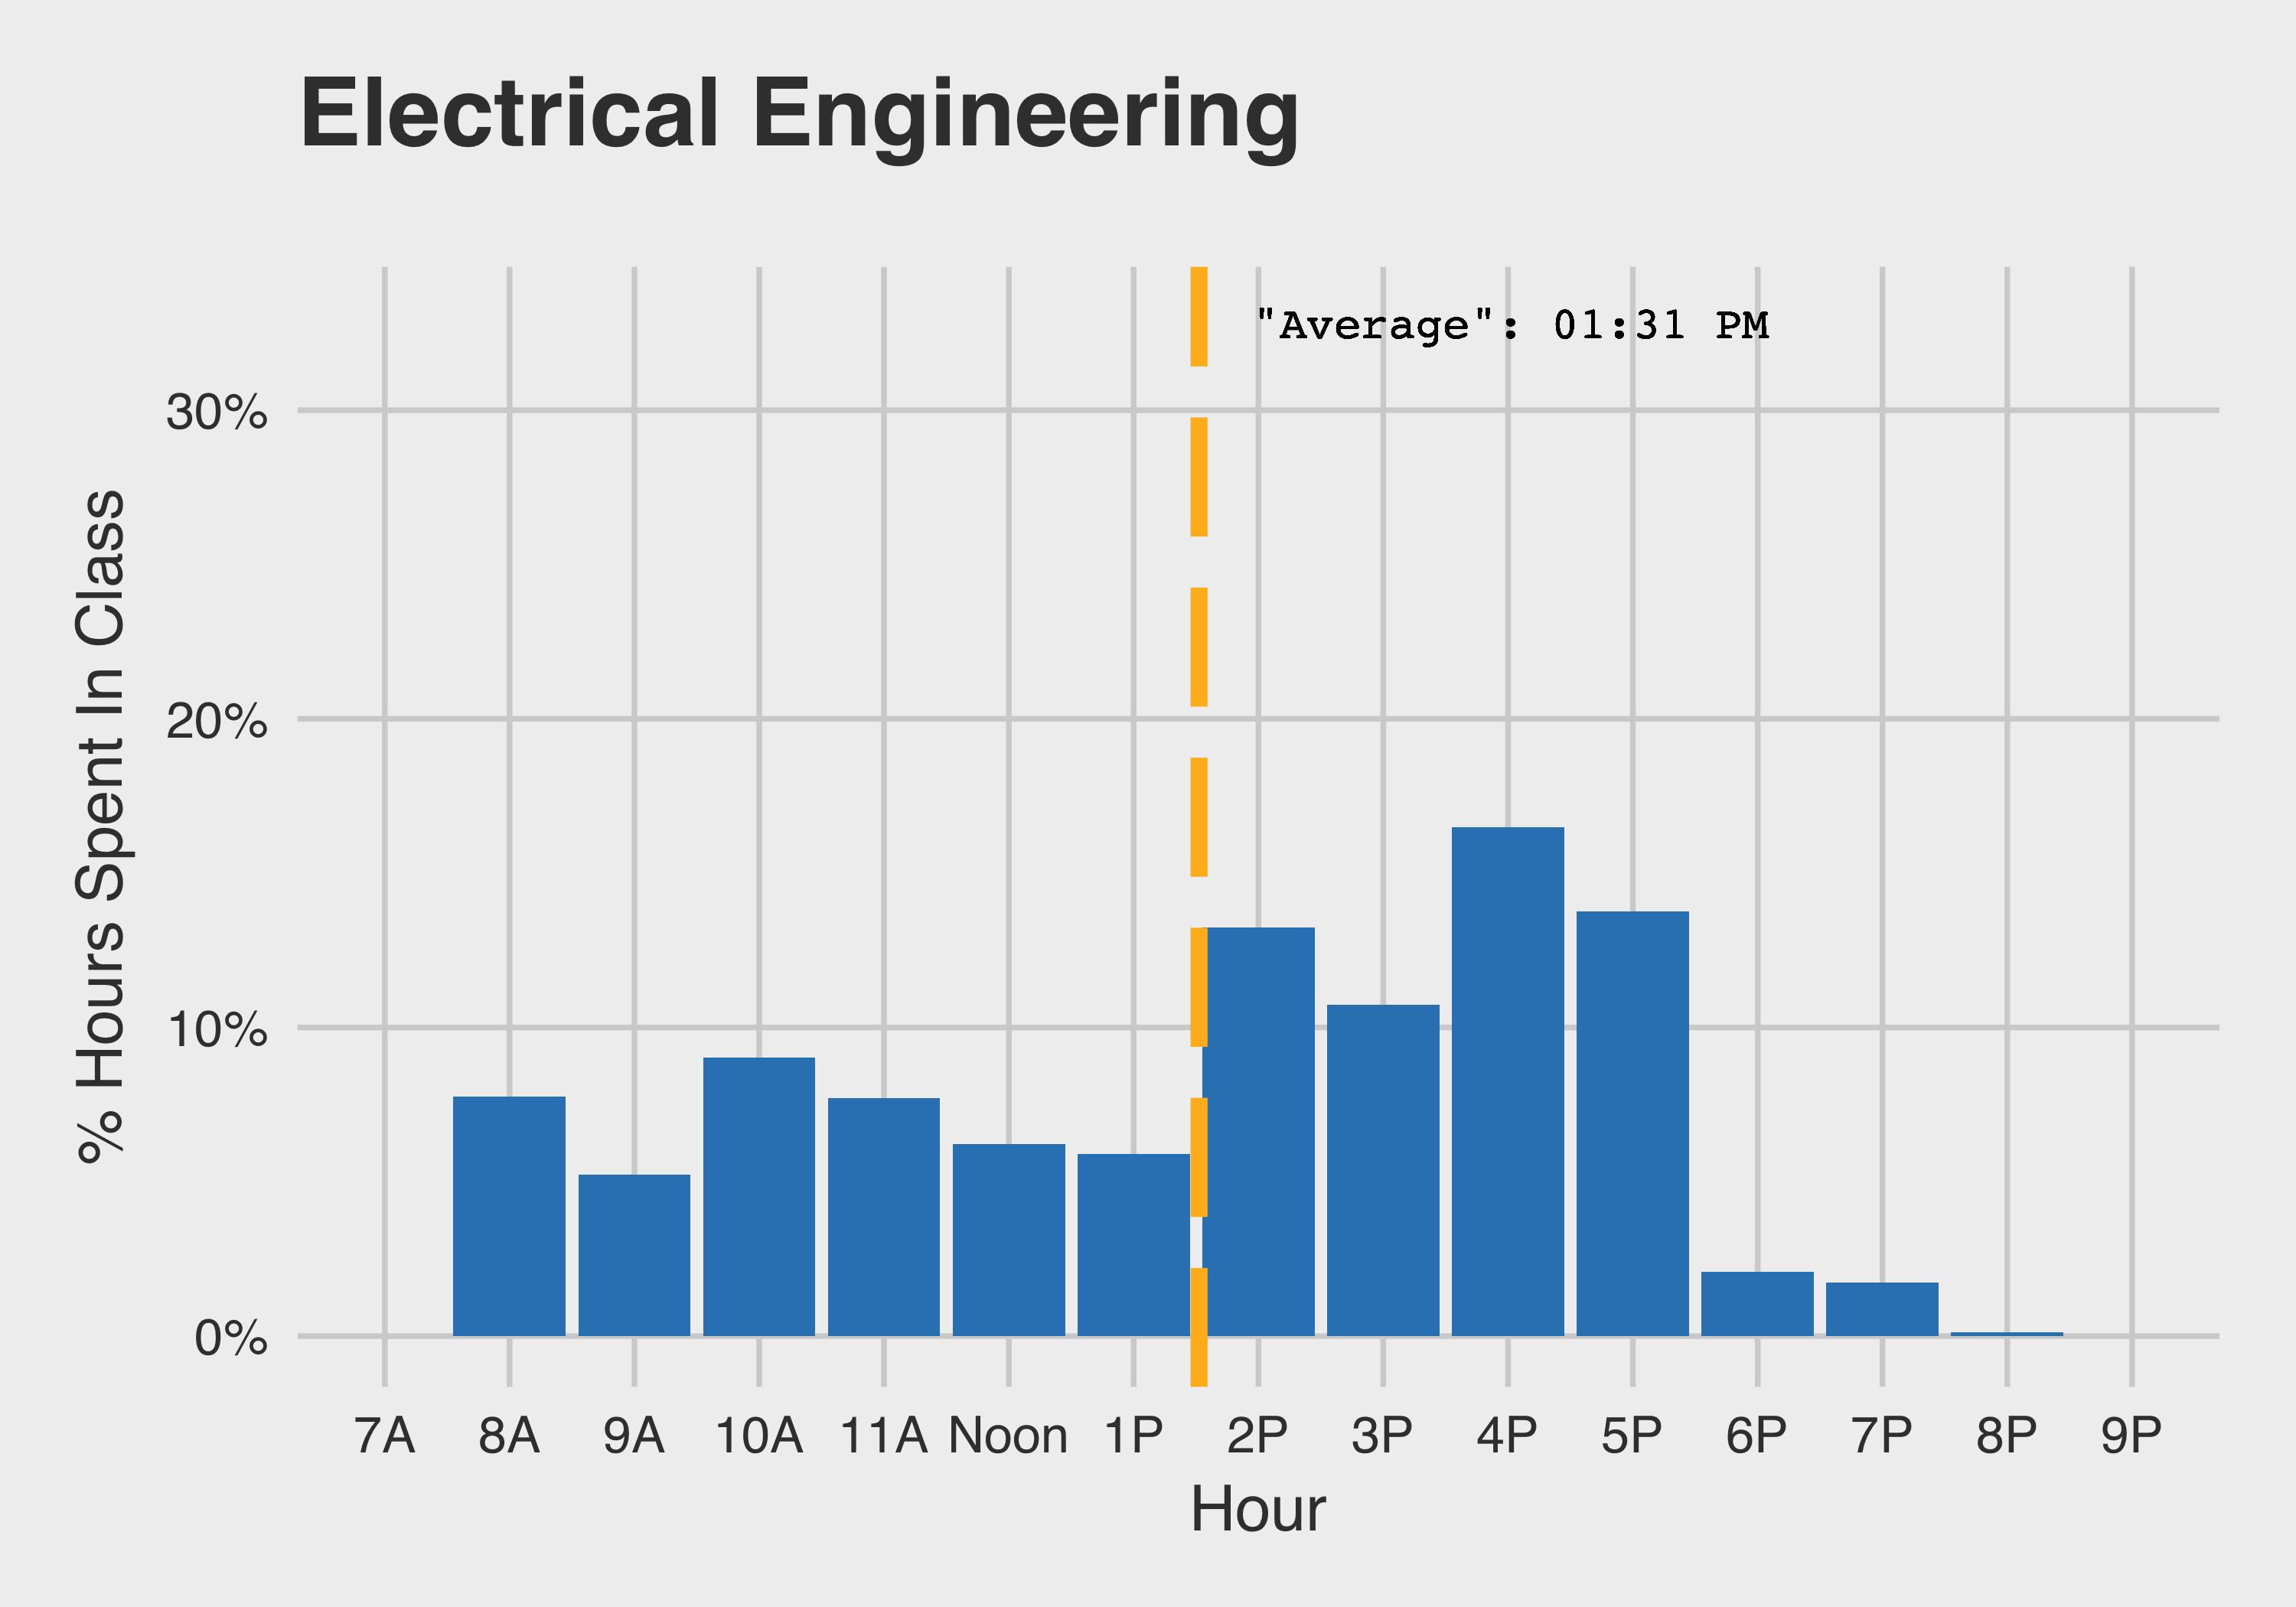 Electrical Engineering
"Average": 01:31 PM
30%
20%
10%
0%
% Hours Spent In Class
7A 8A 9A 10A 11A Noon 1P 2P 3P 4P 5P 6P 7P 8P 9P
Hour